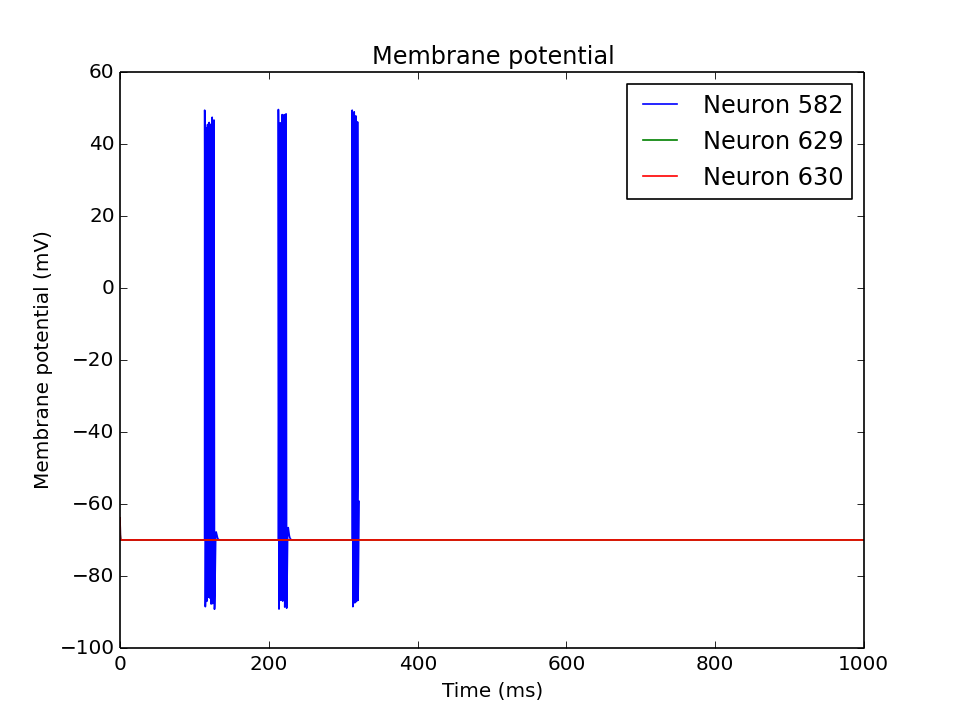 Membrane potential
Neuron 582
Neuron 629
Neuron 630
60
40
20
0
−20
−40
−60
−80
−100
Membrane potential (mV)
0 200 400 600 800 1000
Time (ms)